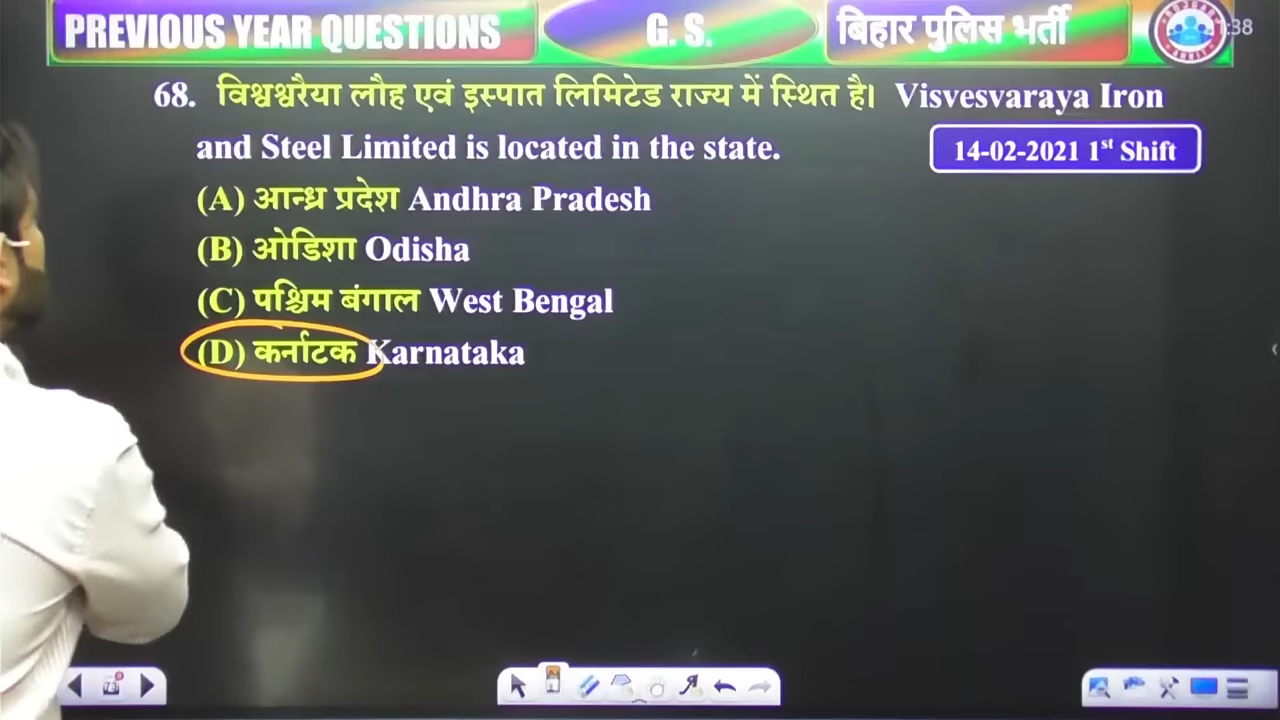 PREVIOUS YEAR QUESTIONS G. S. बिहार पुलिस भर्ती
68. विश्वश्वरैया लौह एवं इस्पात लिमिटेड राज्य में स्थित है। Visvesvaraya Iron
and Steel Limited is located in the state.
14-02-2021 1st Shift
(A) आन्ध्र प्रदेश Andhra Pradesh
(B) ओडिशा Odisha
(C) पश्चिम बंगाल West Bengal
(D) कर्नाटक Karnataka